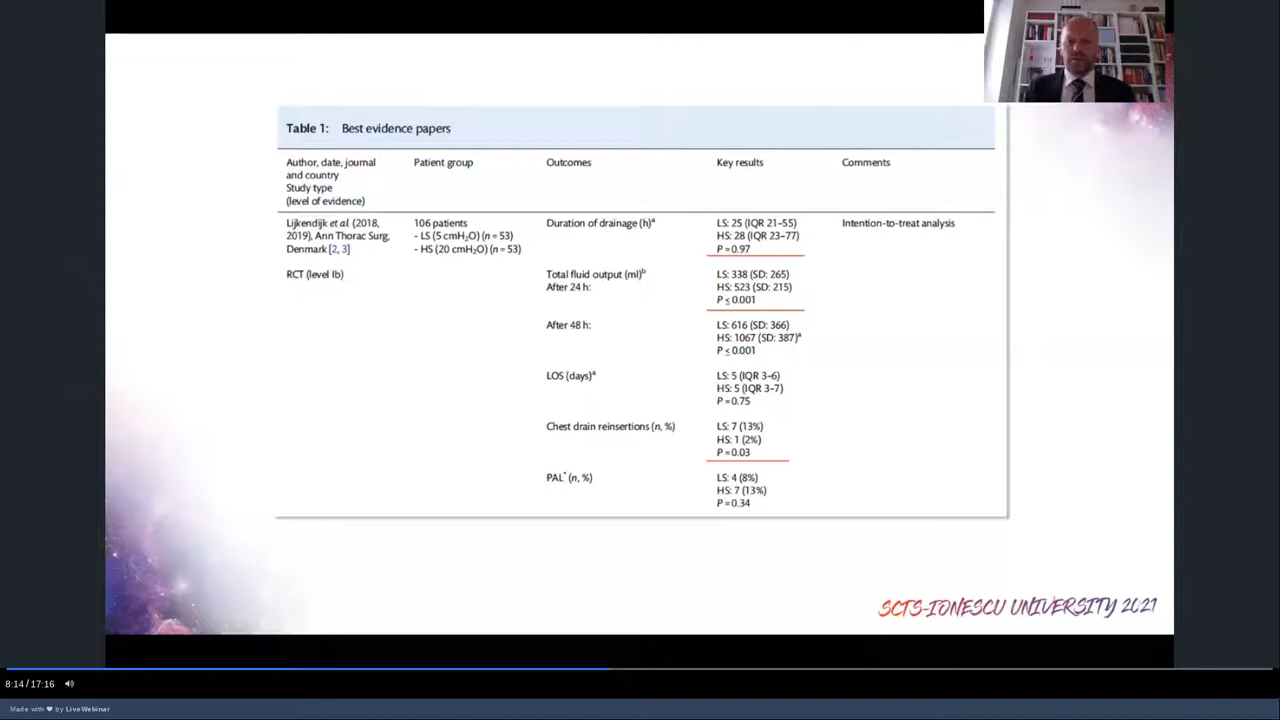 Table 1: Best evidence papers
Author, date, journal and country Study type (level of evidence)
Patient group
Outcomes
Key results
Comments
Lijkendijk et al. (2018, 2019), Ann Thorac Surg, Denmark [2, 3]
RCT (level Ib)
106 patients
- LS (5 cmH₂O) (n = 53)
- HS (20 cmH₂O) (n = 53)
Duration of drainage (h)ᵃ
LS: 25 (IQR 21–55)
HS: 28 (IQR 23–77)
P = 0.97
Intention-to-treat analysis
Total fluid output (ml)ᵇ
After 24 h:
LS: 338 (SD: 265)
HS: 523 (SD: 215)
P ≤ 0.001
After 48 h:
LS: 616 (SD: 366)
HS: 1067 (SD: 387)ᵃ
P ≤ 0.001
LOS (days)ᵃ
LS: 5 (IQR 3–6)
HS: 5 (IQR 3–7)
P = 0.75
Chest drain reinsertions (n, %)
LS: 7 (13%)
HS: 1 (2%)
P = 0.03
PAL* (n, %)
LS: 4 (8%)
HS: 7 (13%)
P = 0.34
SCTS-IONESCU UNIVERSITY 2021
8:14 / 17:16
Made with ❤ by LiveWebinar